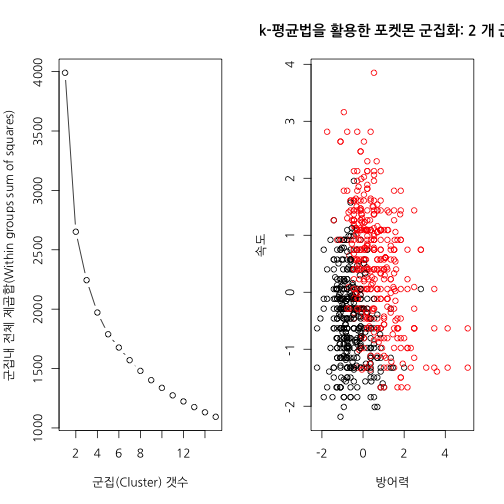 k-평균법을 활용한 포켓몬 군집화: 2 개 군
군집내 전체 제곱합(Within groups sum of squares)
1000 1500 2000 2500 3000 3500 4000
2 4 6 8 10 12
군집(Cluster) 갯수
속도
-2 -1 0 1 2 3 4
-2 0 2 4
방어력